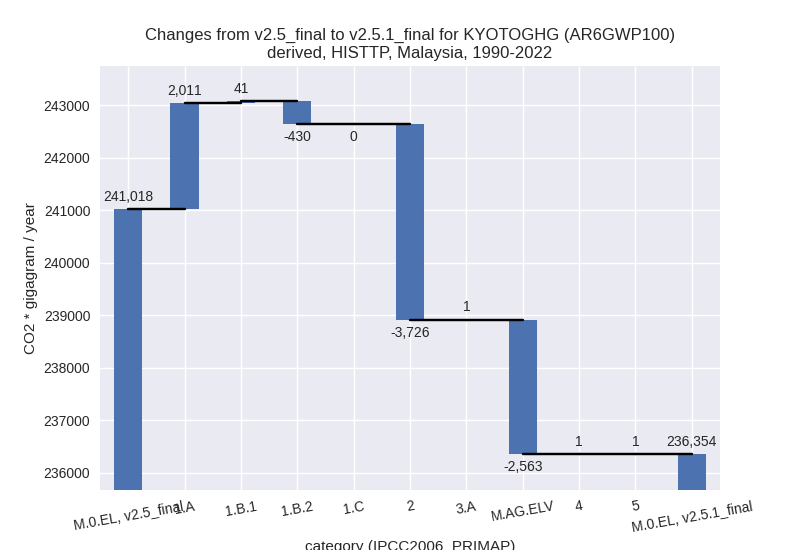 Changes from v2.5_final to v2.5.1_final for KYOTOGHG (AR6GWP100)
derived, HISTTP, Malaysia, 1990-2022
CO2 * gigagram / year
243000
242000
241000
240000
239000
238000
237000
236000
241,018
2,011
41
-430
0
-3,726
1
-2,563
1
1
236,354
M.0.EL, v2.5_final
1.A
1.B.1
1.B.2
1.C
2
3.A
M.AG.ELV
4
5
M.0.EL, v2.5.1_final
category (IPCC2006_PRIMAP)